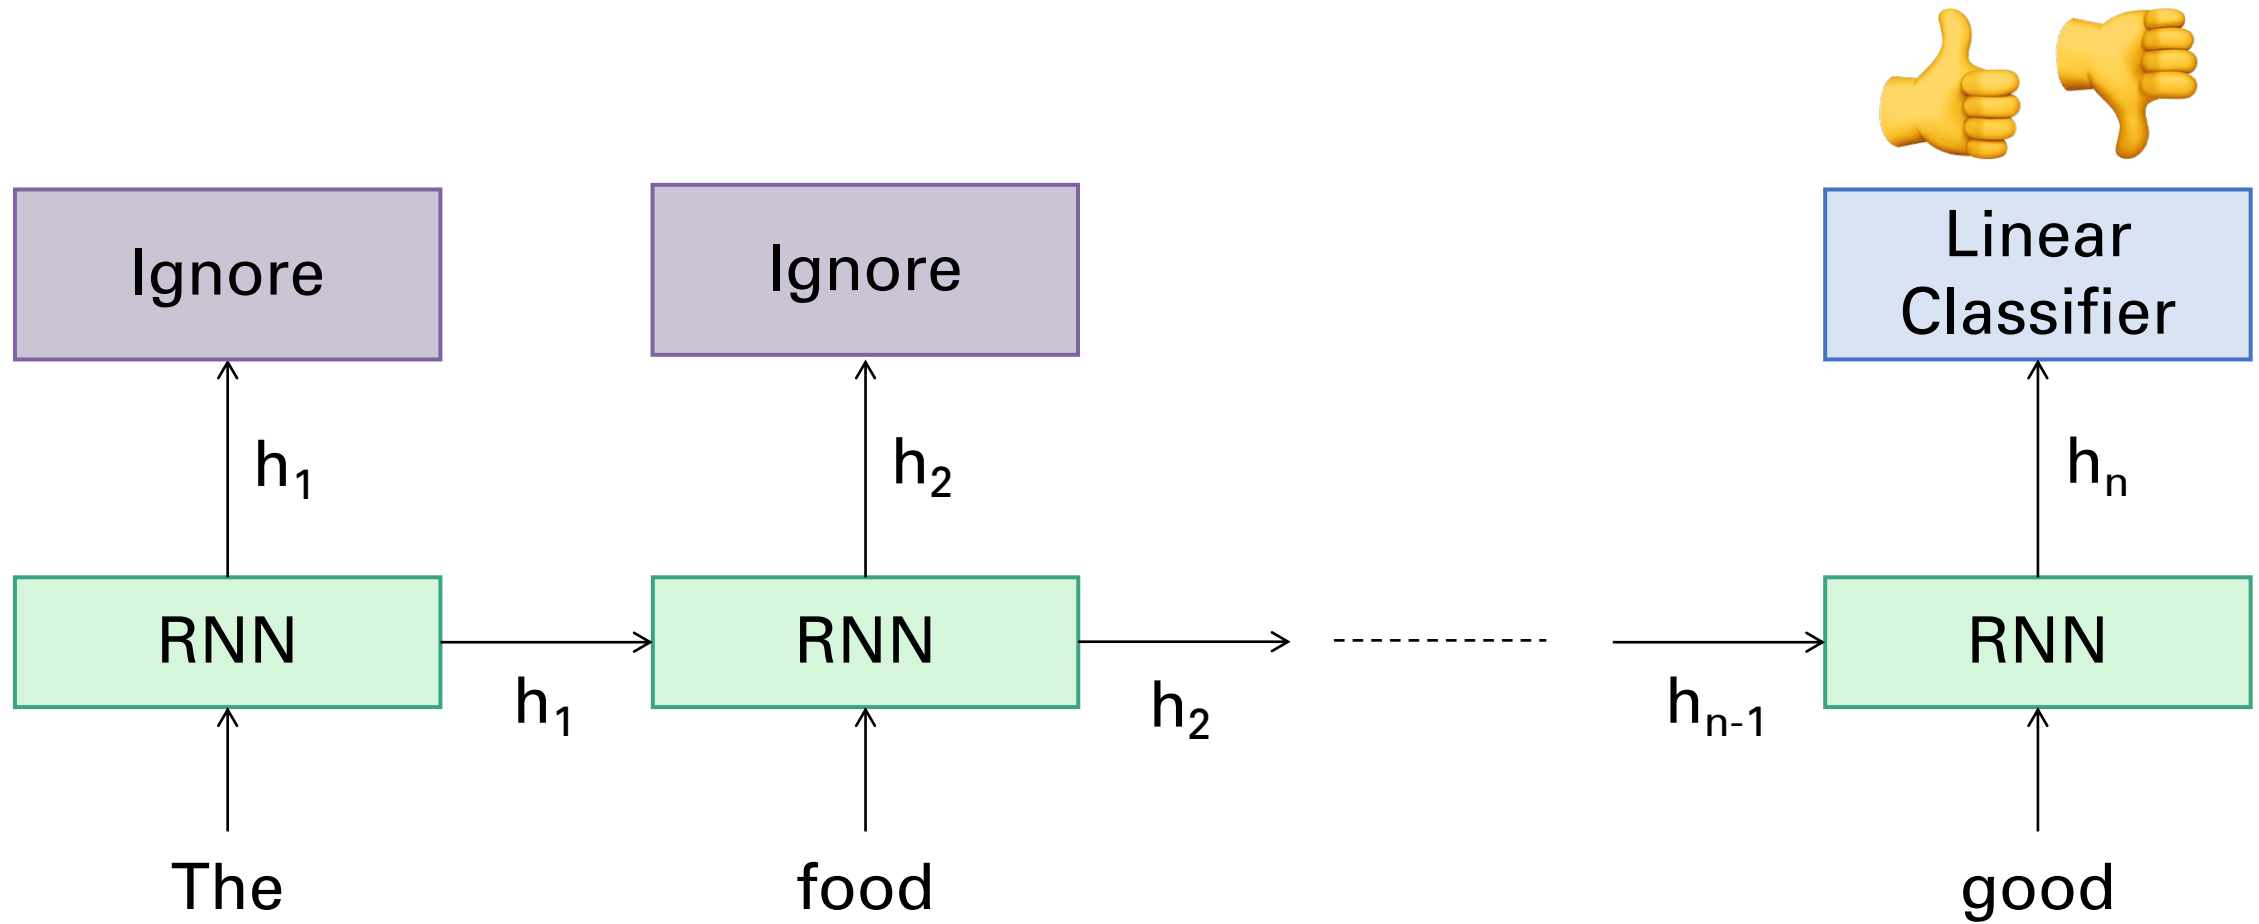 Ignore
Ignore
Linear
Classifier
h₁
h₂
hₙ
RNN
RNN
RNN
h₁
h₂
hₙ₋₁
The
food
good